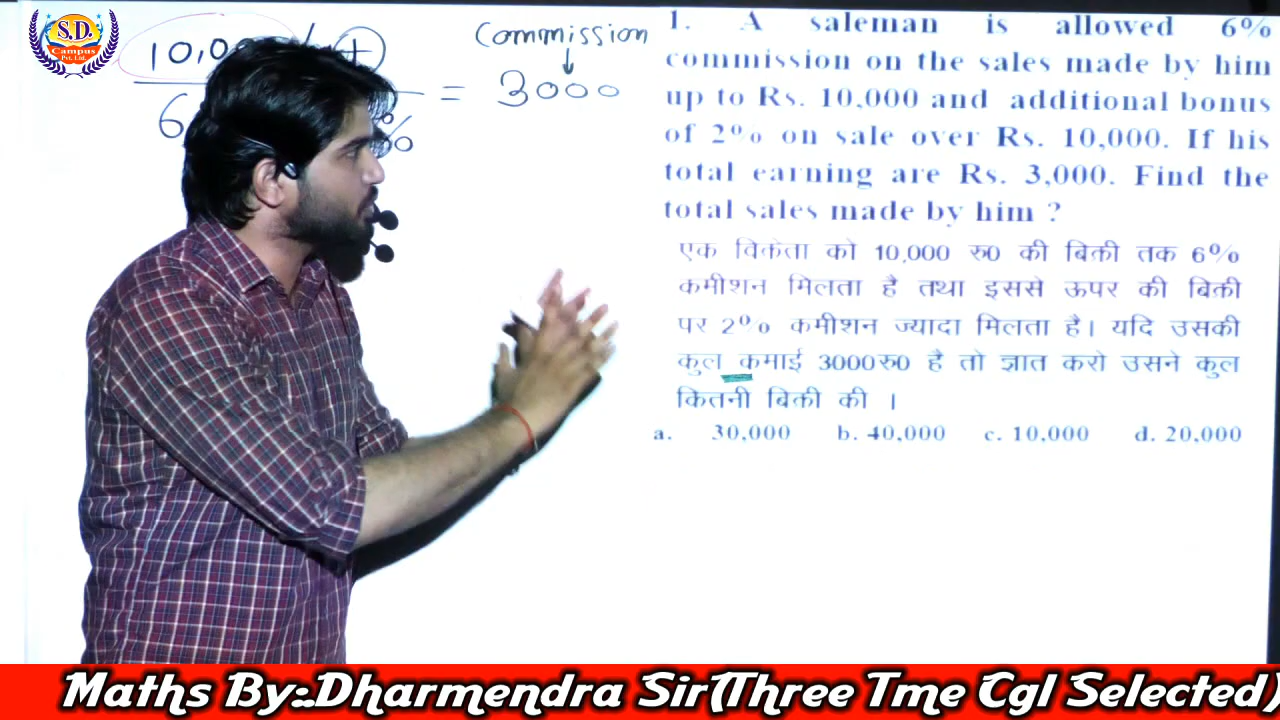 S.D.
Campus
Pvt. Ltd.
Commission
= 3000
1. A saleman is allowed 6%
commission on the sales made by him
up to Rs. 10,000 and additional bonus
of 2% on sale over Rs. 10,000. If his
total earning are Rs. 3,000. Find the
total sales made by him ?
एक विक्रेता को 10,000 रु0 की बिक्री तक 6%
कमीशन मिलता है तथा इससे ऊपर की बिक्री
पर 2% कमीशन ज्यादा मिलता है। यदि उसकी
कुल कमाई 3000रु0 है तो ज्ञात करो उसने कुल
कितनी बिक्री की ।
a. 30,000 b. 40,000 c. 10,000 d. 20,000
Maths By:-Dharmendra Sir(Three Tme Cgl Selected)